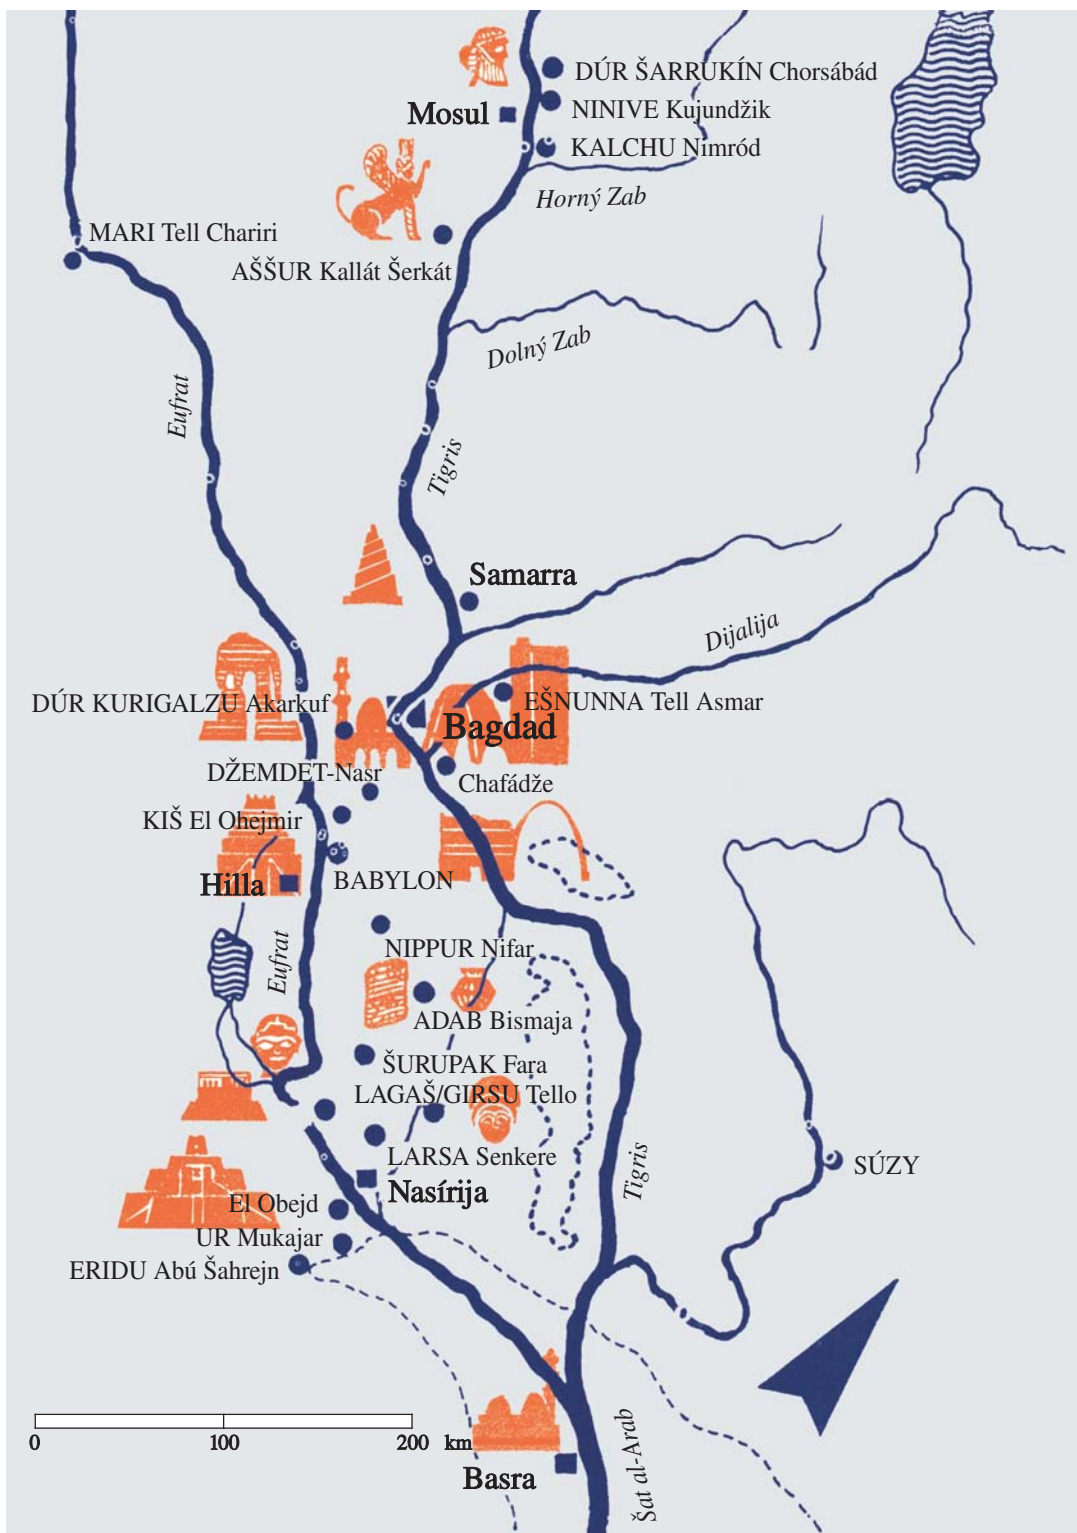 DÚR ŠARRUKÍN Chorsábád
Mosul
NINIVE Kujundžik
KALCHU Nimród
Horný Zab
MARI Tell Chariri
AŠŠUR Kallát Šerkát
Dolný Zab
Eufrat
Tigris
Samarra
Dijalija
DÚR KURIGALZU Akarkuf
EŠNUNNA Tell Asmar
Bagdad
DŽEMDET-Nasr
Chafádže
KIŠ El Ohejmir
BABYLON
Hilla
NIPPUR Nifar
Eufrat
ADAB Bismaja
ŠURUPAK Fara
LAGAŠ/GIRSU Tello
LARSA Senkere
Tigris
SÚZY
Nasírija
El Obejd
UR Mukajar
ERIDU Abú Šahrejn
0 100 200 km
Basra
Šat al-Arab